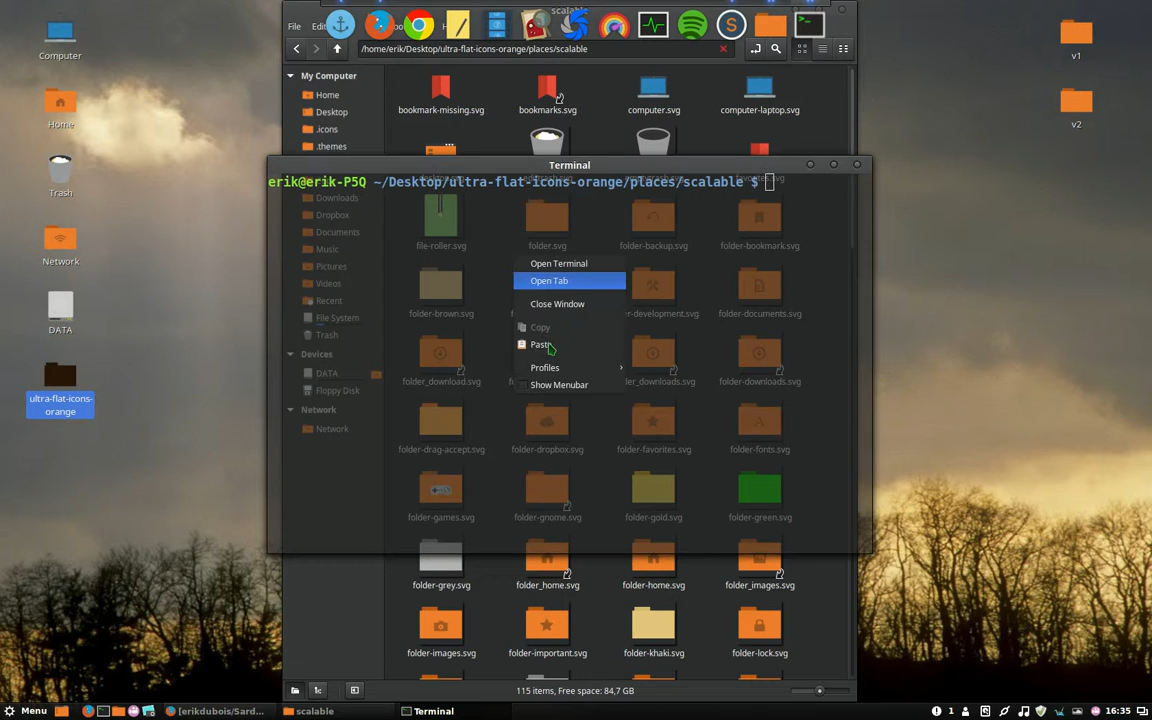 scalable
File
Computer
Home
Trash
Network
DATA
ultra-flat-icons-
orange
v1
v2
/home/erik/Desktop/ultra-flat-icons-orange/places/scalable
My Computer
Home
Desktop
.icons
.themes
Downloads
Dropbox
Documents
Music
Pictures
Videos
Recent
File System
Trash
Devices
DATA
Floppy Disk
Network
Network
bookmark-missing.svg
bookmarks.svg
computer.svg
computer-laptop.svg
Terminal
erik@erik-P5Q ~/Desktop/ultra-flat-icons-orange/places/scalable $
file-roller.svg
folder.svg
folder-backup.svg
folder-bookmark.svg
Open Terminal
Open Tab
Close Window
Copy
Paste
Profiles
Show Menubar
folder-brown.svg
folder-documents.svg
folder_download.svg
folder-downloads.svg
folder-drag-accept.svg
folder-dropbox.svg
folder-favorites.svg
folder-fonts.svg
folder-games.svg
folder-gnome.svg
folder-gold.svg
folder-green.svg
folder-grey.svg
folder_home.svg
folder-home.svg
folder_images.svg
folder-images.svg
folder-important.svg
folder-khaki.svg
folder-lock.svg
115 items, Free space: 84,7 GB
Menu
[erikdubois/Sard...
scalable
Terminal
1
16:35